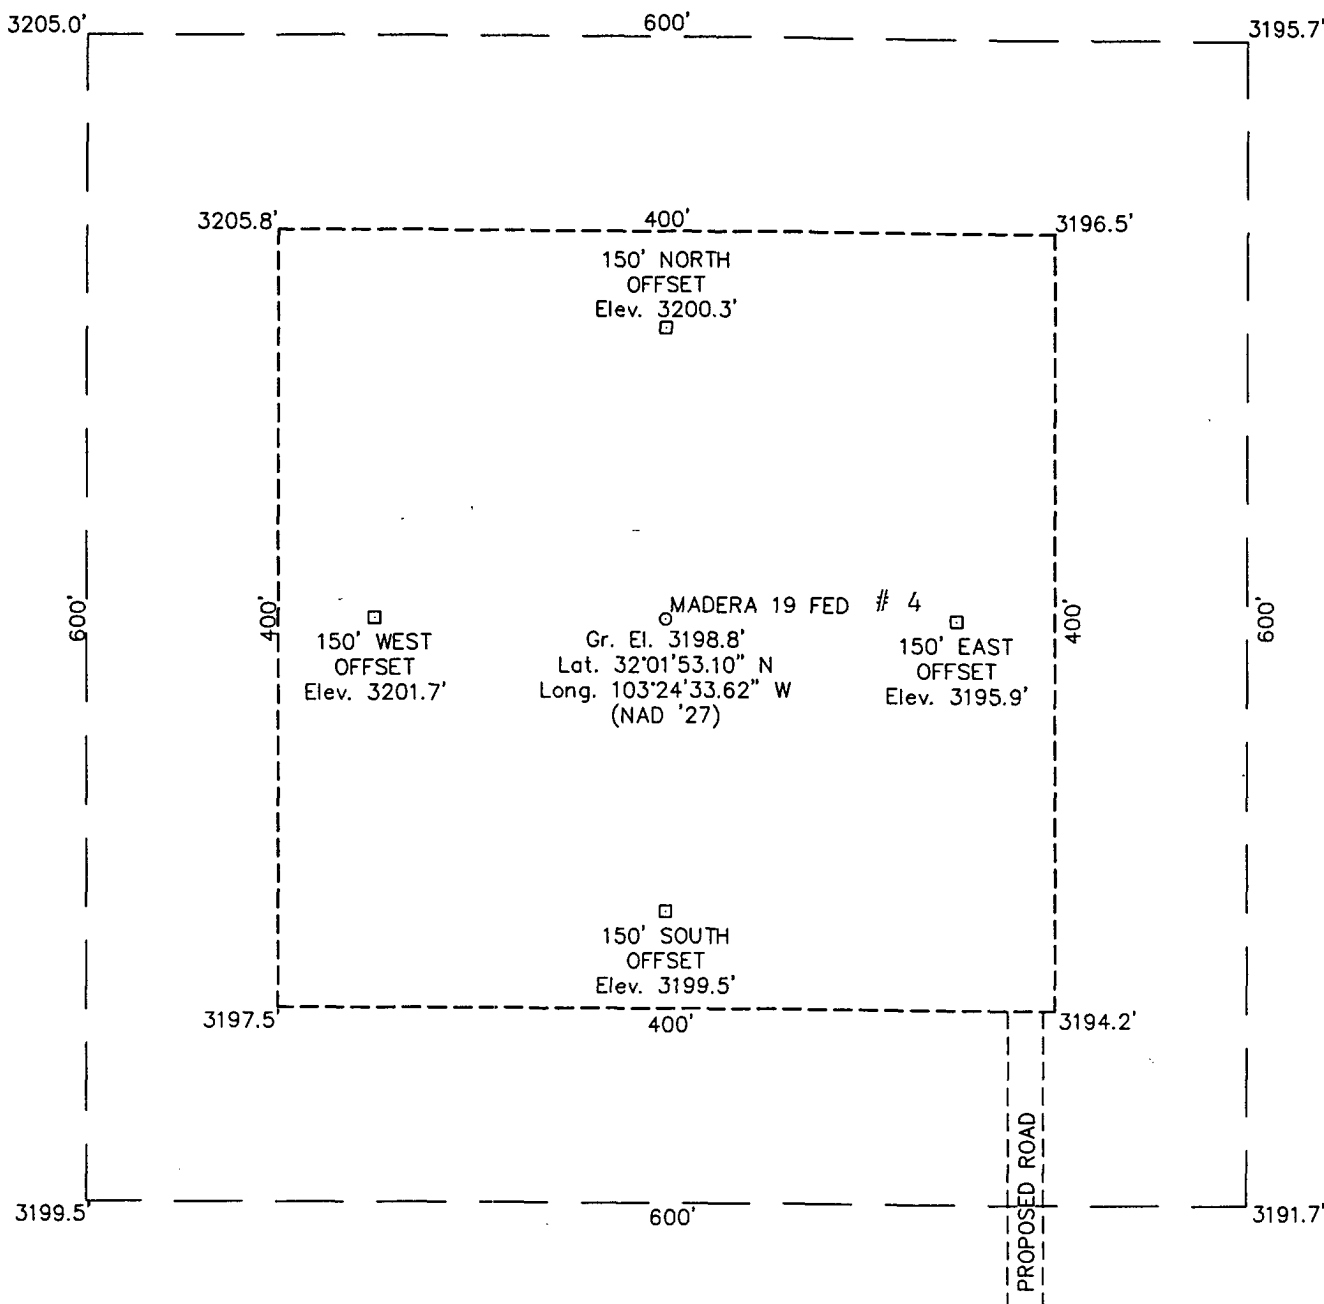 3205.0'
600'
3195.7'
3205.8'
400'
3196.5'
150' NORTH
OFFSET
Elev. 3200.3'
600'
400'
150' WEST
OFFSET
Elev. 3201.7'
MADERA 19 FED # 4
Gr. El. 3198.8'
Lat. 32°01'53.10" N
Long. 103°24'33.62" W
(NAD '27)
150' EAST
OFFSET
Elev. 3195.9'
400'
600'
150' SOUTH
OFFSET
Elev. 3199.5'
3197.5'
400'
3194.2'
PROPOSED ROAD
3199.5'
600'
3191.7'